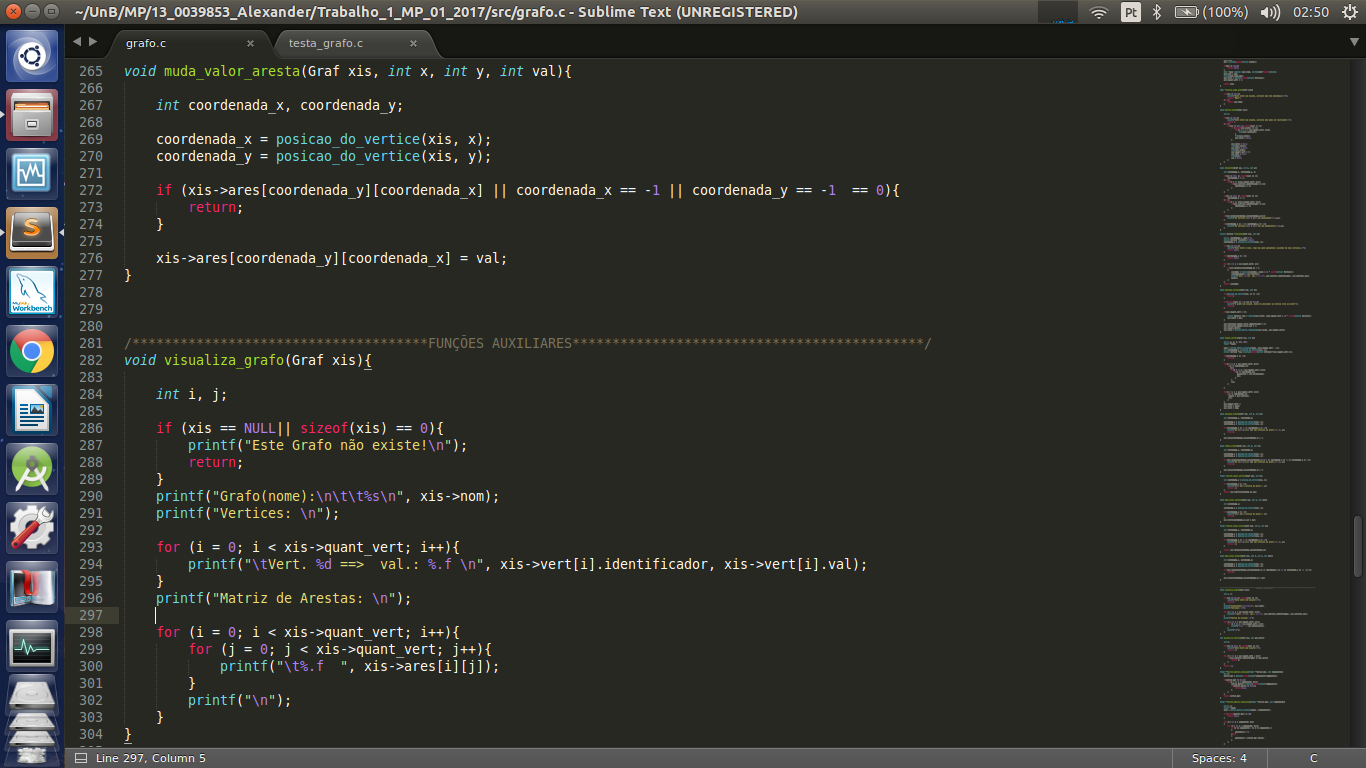 ~/UnB/MP/13_0039853_Alexander/Trabalho_1_MP_01_2017/src/grafo.c - Sublime Text (UNREGISTERED)
Pt (100%) 02:50
grafo.c × testa_grafo.c ×
265 void muda_valor_aresta(Graf xis, int x, int y, int val){
266
267     int coordenada_x, coordenada_y;
268
269     coordenada_x = posicao_do_vertice(xis, x);
270     coordenada_y = posicao_do_vertice(xis, y);
271
272     if (xis->ares[coordenada_y][coordenada_x] || coordenada_x == -1 || coordenada_y == -1  == 0){
273         return;
274     }
275
276     xis->ares[coordenada_y][coordenada_x] = val;
277 }
278
279
280
281 /*************************************FUNÇÕES AUXILIARES********************************************/
282 void visualiza_grafo(Graf xis){
283
284     int i, j;
285
286     if (xis == NULL|| sizeof(xis) == 0){
287         printf("Este Grafo não existe!\n");
288         return;
289     }
290     printf("Grafo(nome):\n\t\t%s\n", xis->nom);
291     printf("Vertices: \n");
292
293     for (i = 0; i < xis->quant_vert; i++){
294         printf("\tVert. %d ==>  val.: %.f \n", xis->vert[i].identificador, xis->vert[i].val);
295     }
296     printf("Matriz de Arestas: \n");
297
298     for (i = 0; i < xis->quant_vert; i++){
299         for (j = 0; j < xis->quant_vert; j++){
300             printf("\t%.f  ", xis->ares[i][j]);
301         }
302         printf("\n");
303     }
304 }
S
Workbench
Line 297, Column 5
Spaces: 4
C